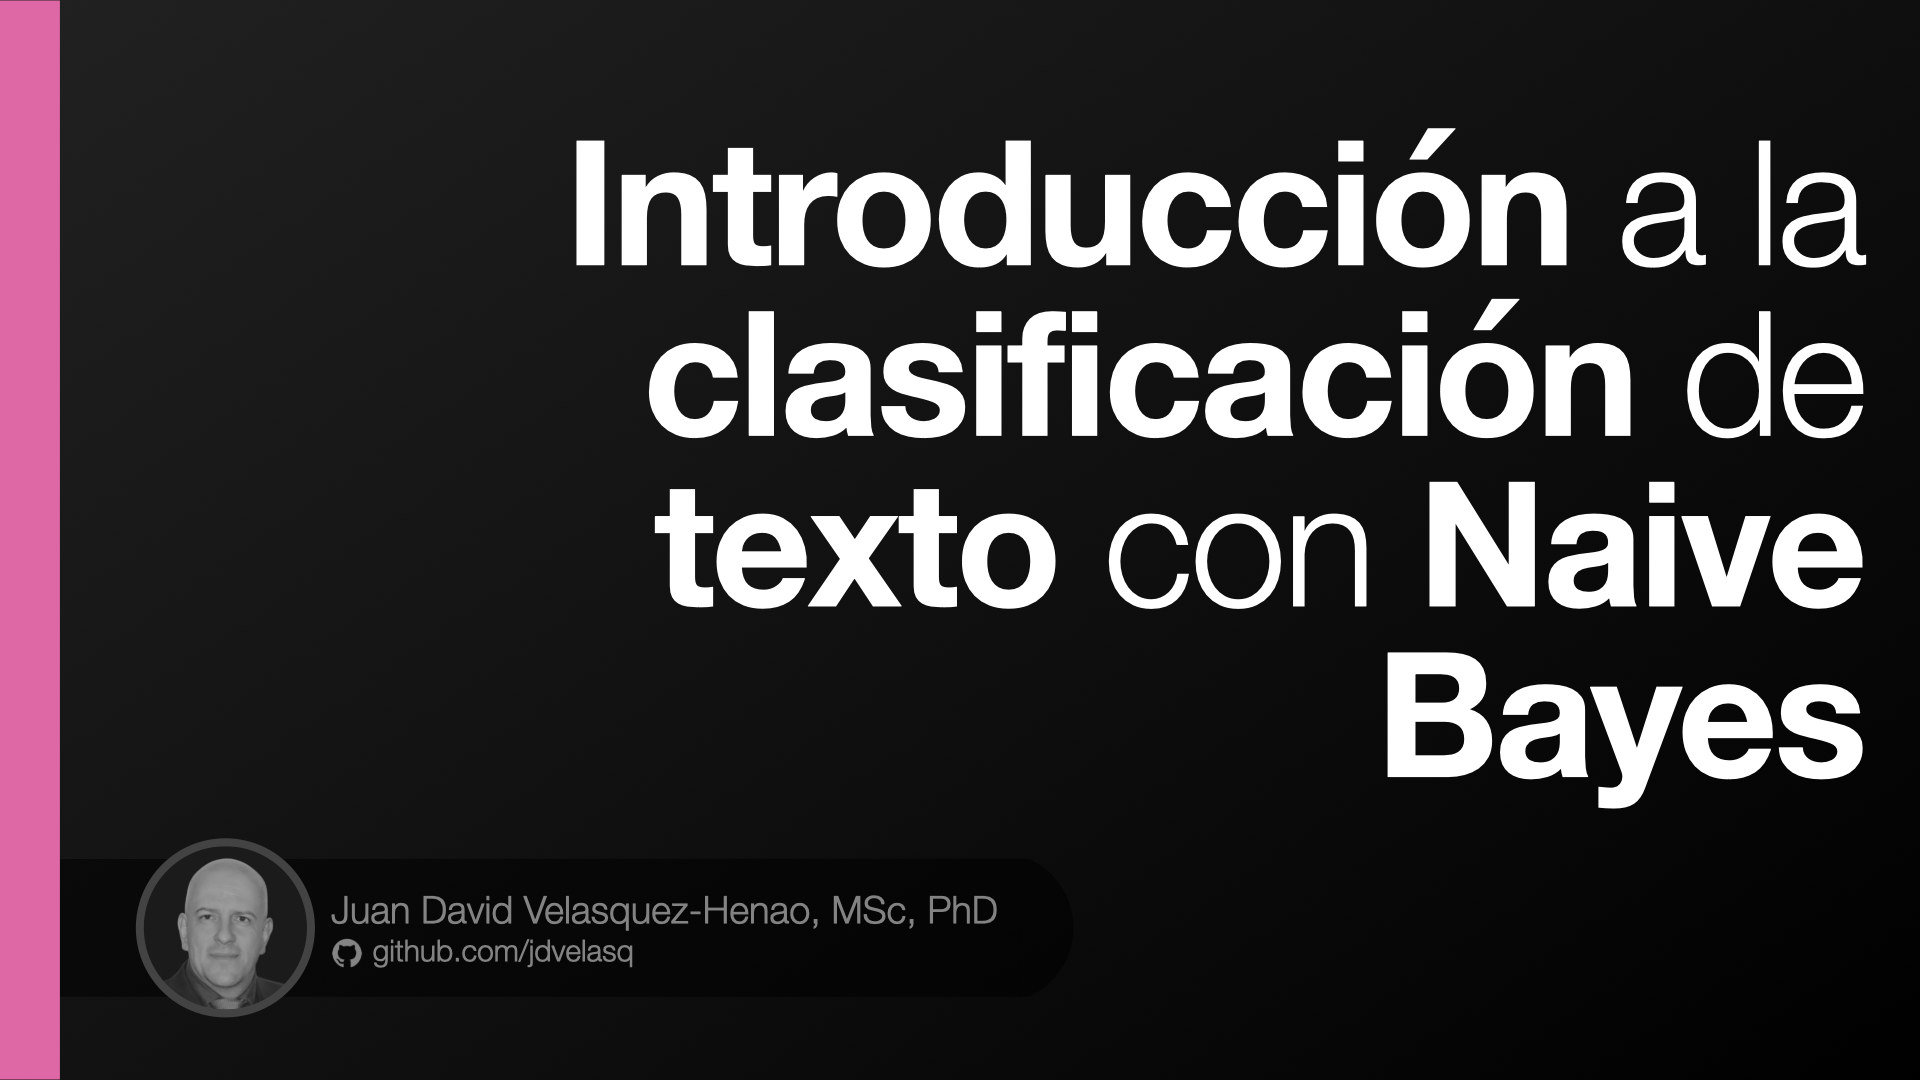 Introducción a la
clasificación de
texto con Naive
Bayes
Juan David Velasquez-Henao, MSc, PhD
github.com/jdvelasq